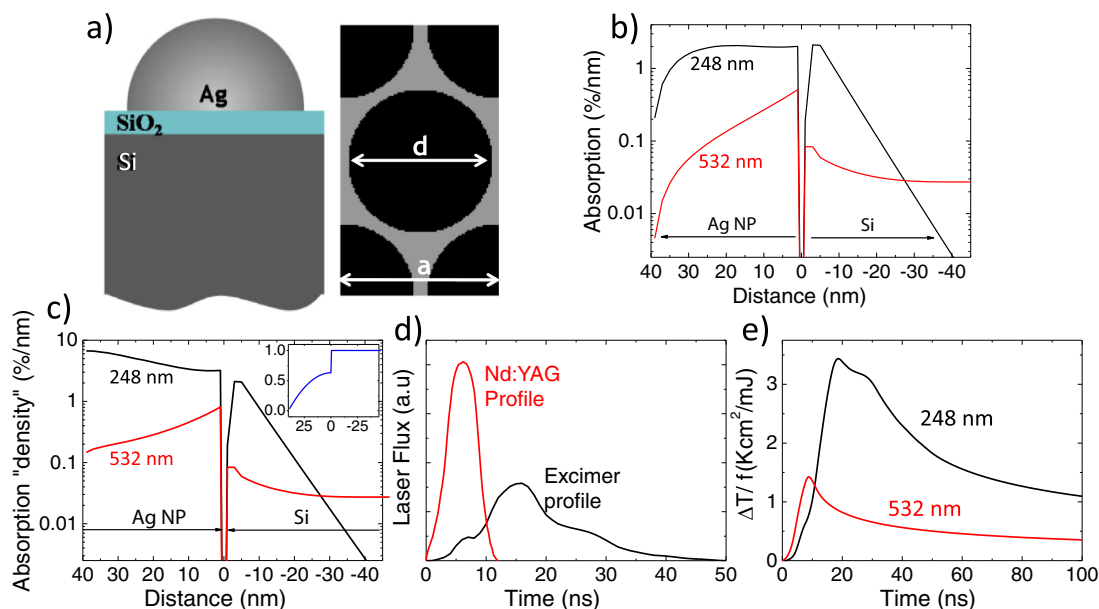 a)
Ag
SiO2
Si
d
a
b)
Absorption (%/nm)
1
0.1
0.01
248 nm
532 nm
Ag NP
Si
40 30 20 10 0 -10 -20 -30 -40
Distance (nm)
c)
Absorption "density" (%/nm)
10
1
0.1
0.01
248 nm
532 nm
1.0
0.5
0.0
25 0 -25
Ag NP
Si
40 30 20 10 0 -10 -20 -30 -40
Distance (nm)
d)
Laser Flux (a.u)
Nd:YAG
Profile
Excimer
profile
0 10 20 30 40 50
Time (ns)
e)
ΔT/ f (Kcm2/mJ)
4
3
2
1
0
248 nm
532 nm
0 20 40 60 80 100
Time (ns)